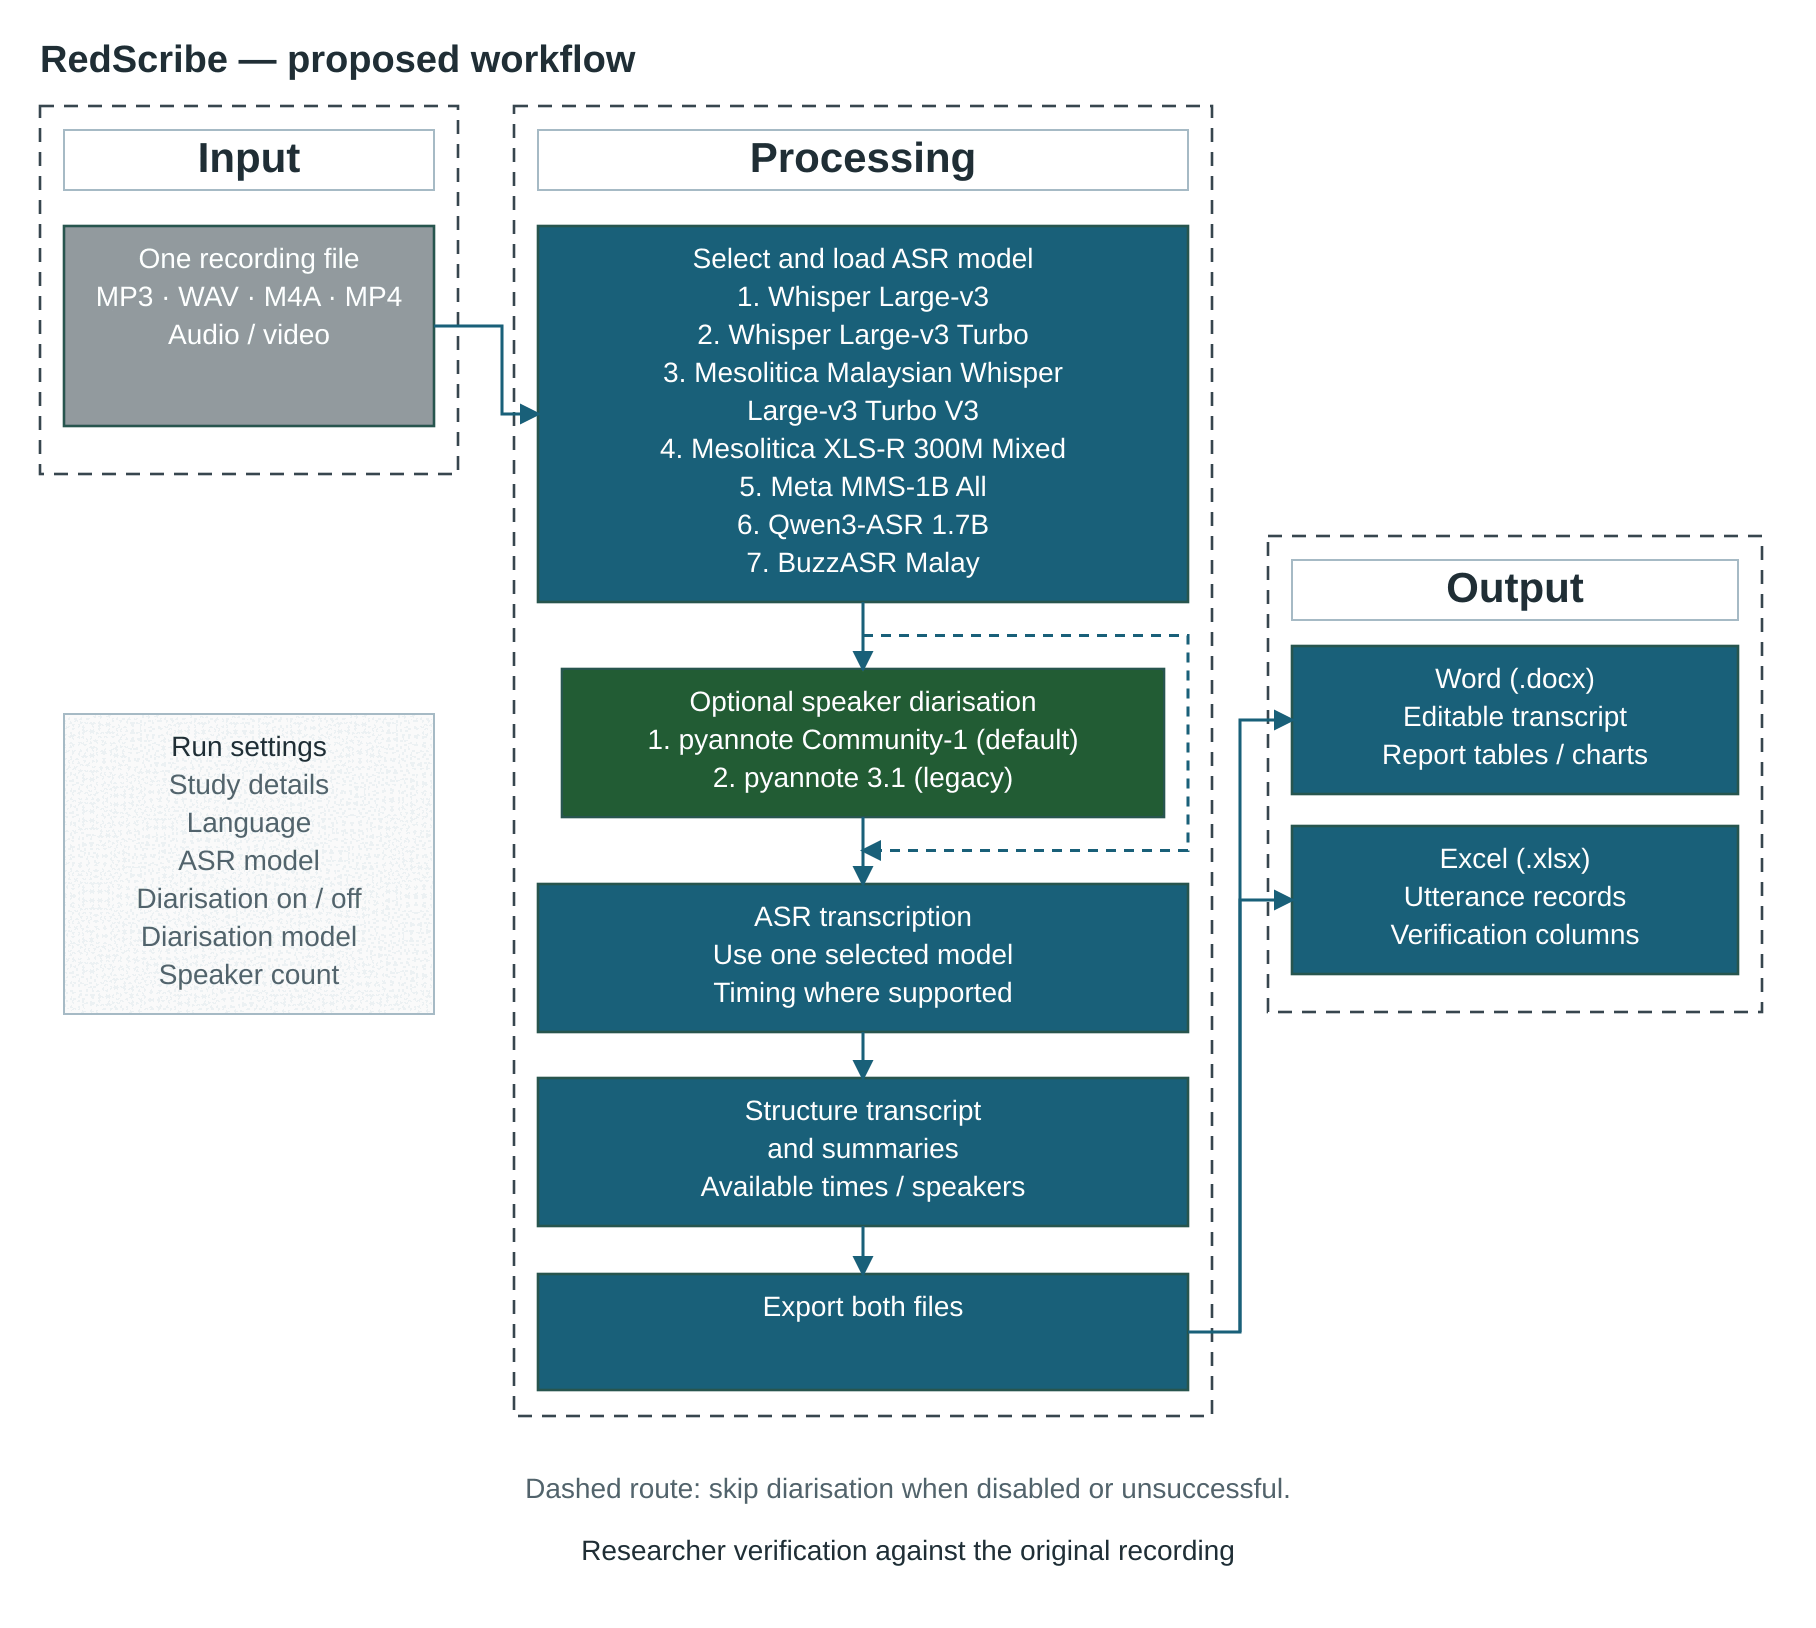 RedScribe — proposed workflow
Input
One recording file
MP3 · WAV · M4A · MP4
Audio / video
Run settings
Study details
Language
ASR model
Diarisation on / off
Diarisation model
Speaker count
Processing
Select and load ASR model
1. Whisper Large-v3
2. Whisper Large-v3 Turbo
3. Mesolitica Malaysian Whisper
Large-v3 Turbo V3
4. Mesolitica XLS-R 300M Mixed
5. Meta MMS-1B All
6. Qwen3-ASR 1.7B
7. BuzzASR Malay
Optional speaker diarisation
1. pyannote Community-1 (default)
2. pyannote 3.1 (legacy)
ASR transcription
Use one selected model
Timing where supported
Structure transcript
and summaries
Available times / speakers
Export both files
Output
Word (.docx)
Editable transcript
Report tables / charts
Excel (.xlsx)
Utterance records
Verification columns
Dashed route: skip diarisation when disabled or unsuccessful.
Researcher verification against the original recording